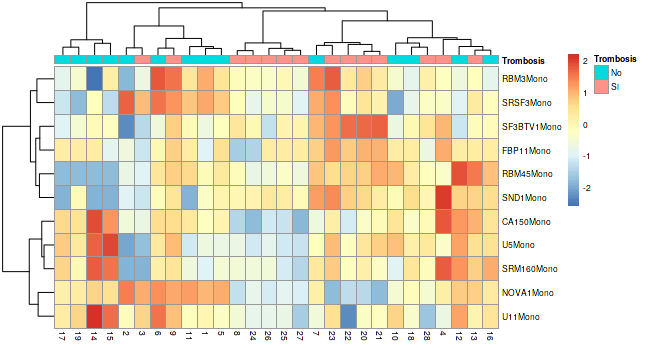 Trombosis
RBM3Mono
SRSF3Mono
SF3BTV1Mono
FBP11Mono
RBM45Mono
SND1Mono
CA150Mono
U5Mono
SRM160Mono
NOVA1Mono
U11Mono
17 19 14 15 2 3 6 9 11 1 5 8 24 26 25 27 7 23 22 20 21 10 18 28 4 12 13 16
2
1
0
-1
-2
Trombosis
No
SI